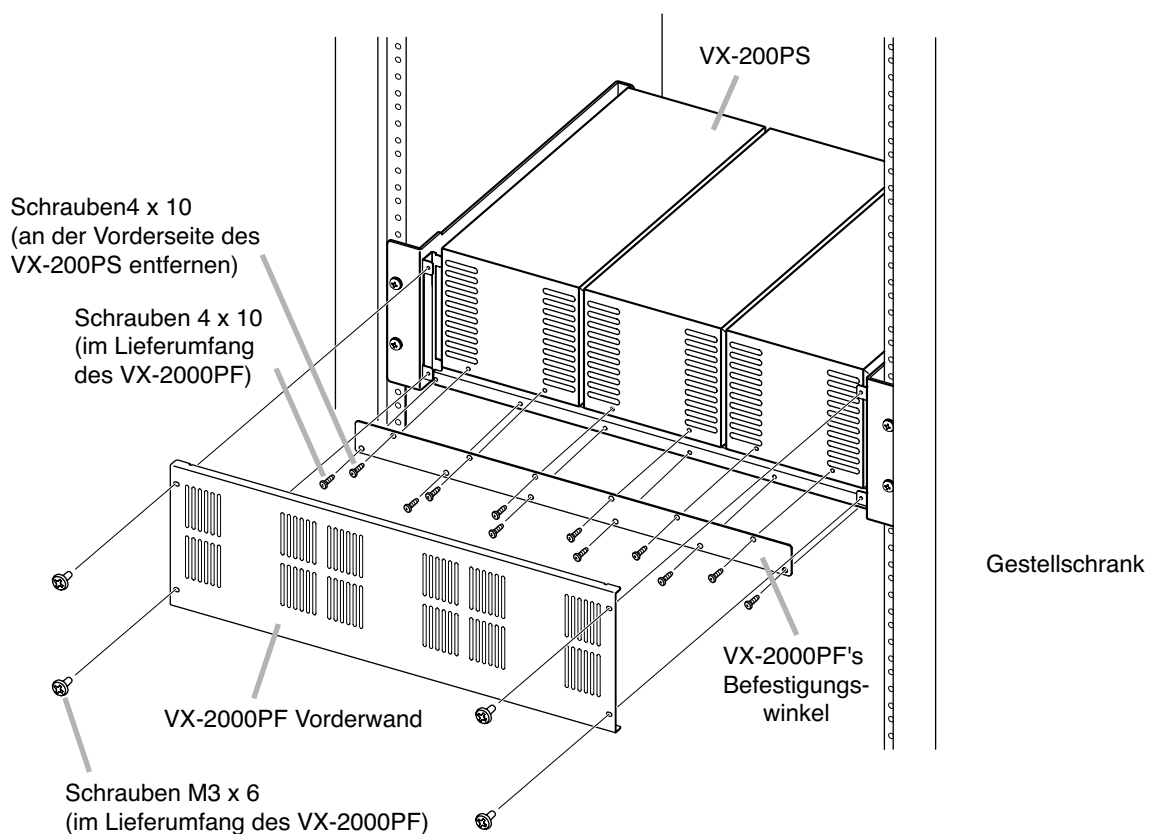 VX-200PS
Schrauben4 x 10
(an der Vorderseite des
VX-200PS entfernen)
Schrauben 4 x 10
(im Lieferumfang
des VX-2000PF)
Gestellschrank
VX-2000PF's
Befestigungs-
winkel
VX-2000PF Vorderwand
Schrauben M3 x 6
(im Lieferumfang des VX-2000PF)